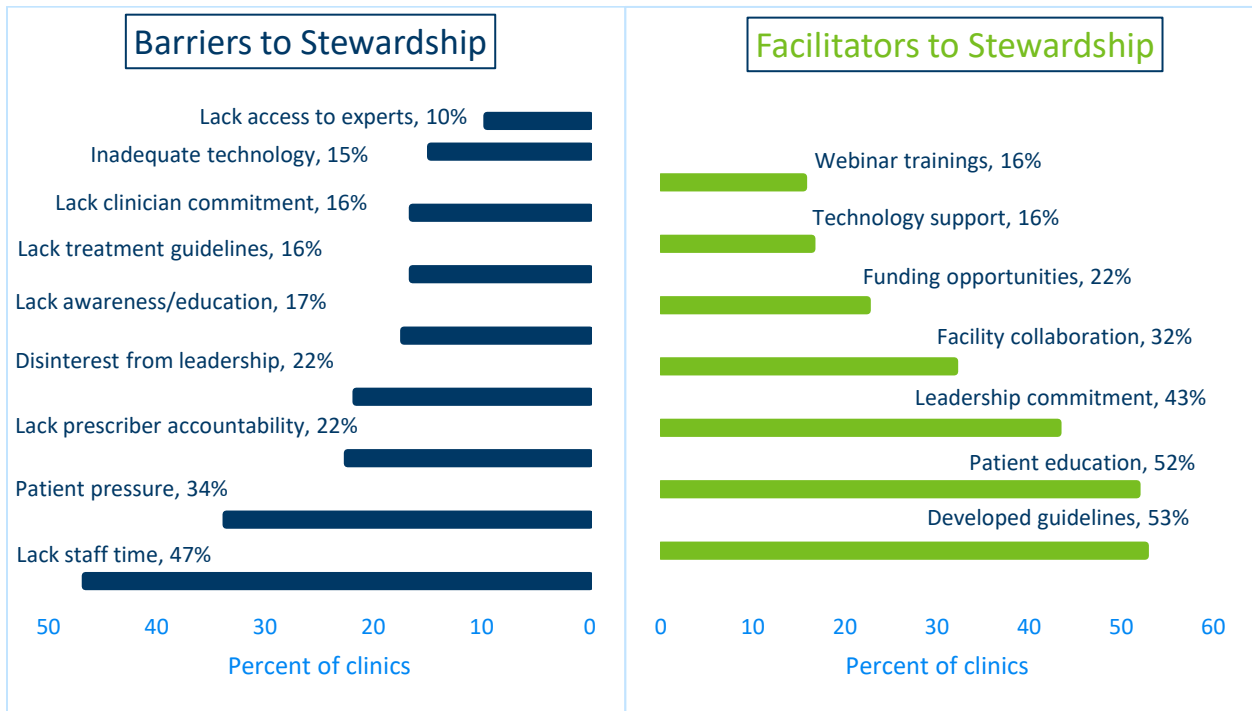 Barriers to Stewardship
Lack access to experts, 10%
Inadequate technology, 15%
Lack clinician commitment, 16%
Lack treatment guidelines, 16%
Lack awareness/education, 17%
Disinterest from leadership, 22%
Lack prescriber accountability, 22%
Patient pressure, 34%
Lack staff time, 47%
50 40 30 20 10 0
Percent of clinics
Facilitators to Stewardship
Webinar trainings, 16%
Technology support, 16%
Funding opportunities, 22%
Facility collaboration, 32%
Leadership commitment, 43%
Patient education, 52%
Developed guidelines, 53%
0 10 20 30 40 50 60
Percent of clinics